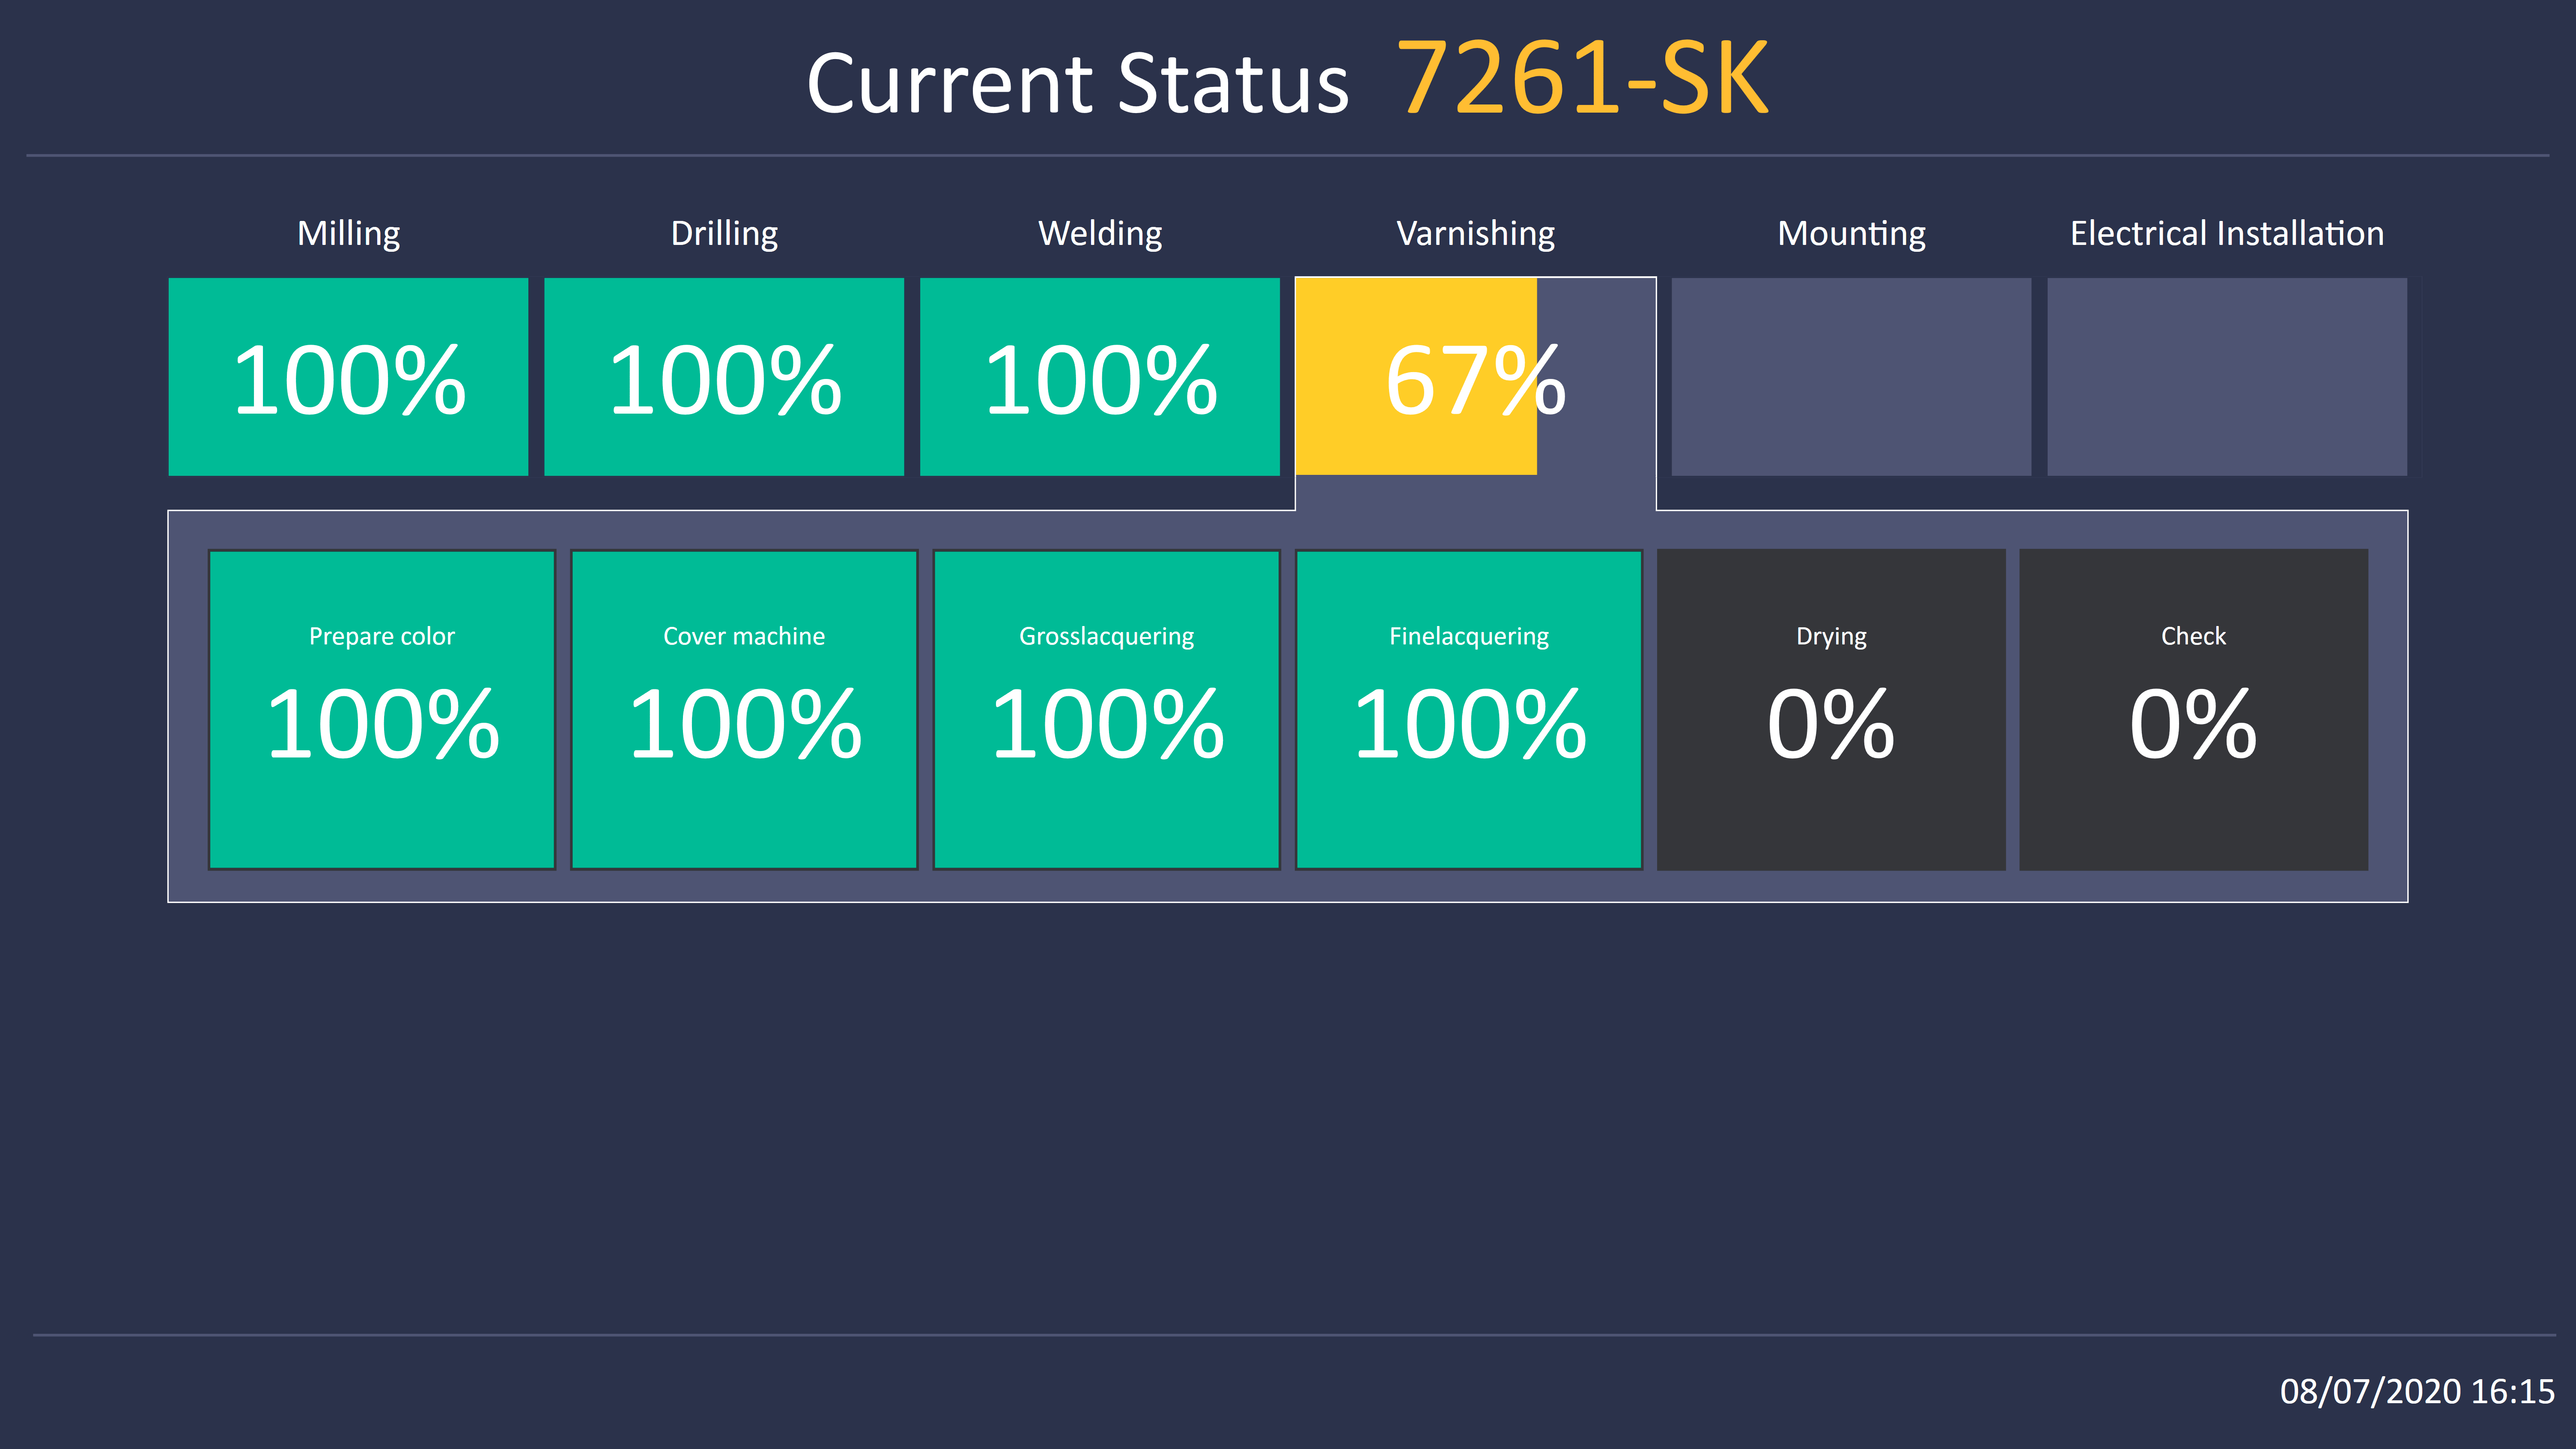 Current Status 7261-SK
Milling Drilling Welding Varnishing Mounting Electrical Installation
100% 100% 100% 67%
Prepare color Cover machine Grosslacquering Finelacquering Drying Check
100% 100% 100% 100% 0% 0%
08/07/2020 16:15